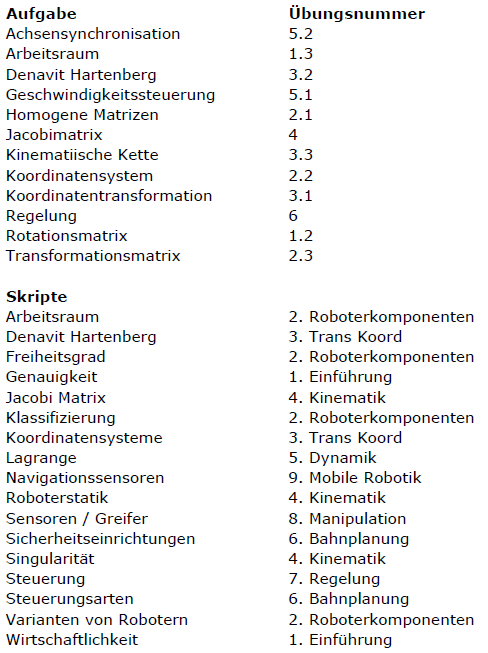 Aufgabe Übungsnummer
Achsensynchronisation 5.2
Arbeitsraum 1.3
Denavit Hartenberg 3.2
Geschwindigkeitssteuerung 5.1
Homogene Matrizen 2.1
Jacobimatrix 4
Kinematiische Kette 3.3
Koordinatensystem 2.2
Koordinatentransformation 3.1
Regelung 6
Rotationsmatrix 1.2
Transformationsmatrix 2.3
Skripte
Arbeitsraum 2. Roboterkomponenten
Denavit Hartenberg 3. Trans Koord
Freiheitsgrad 2. Roboterkomponenten
Genauigkeit 1. Einführung
Jacobi Matrix 4. Kinematik
Klassifizierung 2. Roboterkomponenten
Koordinatensysteme 3. Trans Koord
Lagrange 5. Dynamik
Navigationssensoren 9. Mobile Robotik
Roboterstatik 4. Kinematik
Sensoren / Greifer 8. Manipulation
Sicherheitseinrichtungen 6. Bahnplanung
Singularität 4. Kinematik
Steuerung 7. Regelung
Steuerungsarten 6. Bahnplanung
Varianten von Robotern 2. Roboterkomponenten
Wirtschaftlichkeit 1. Einführung